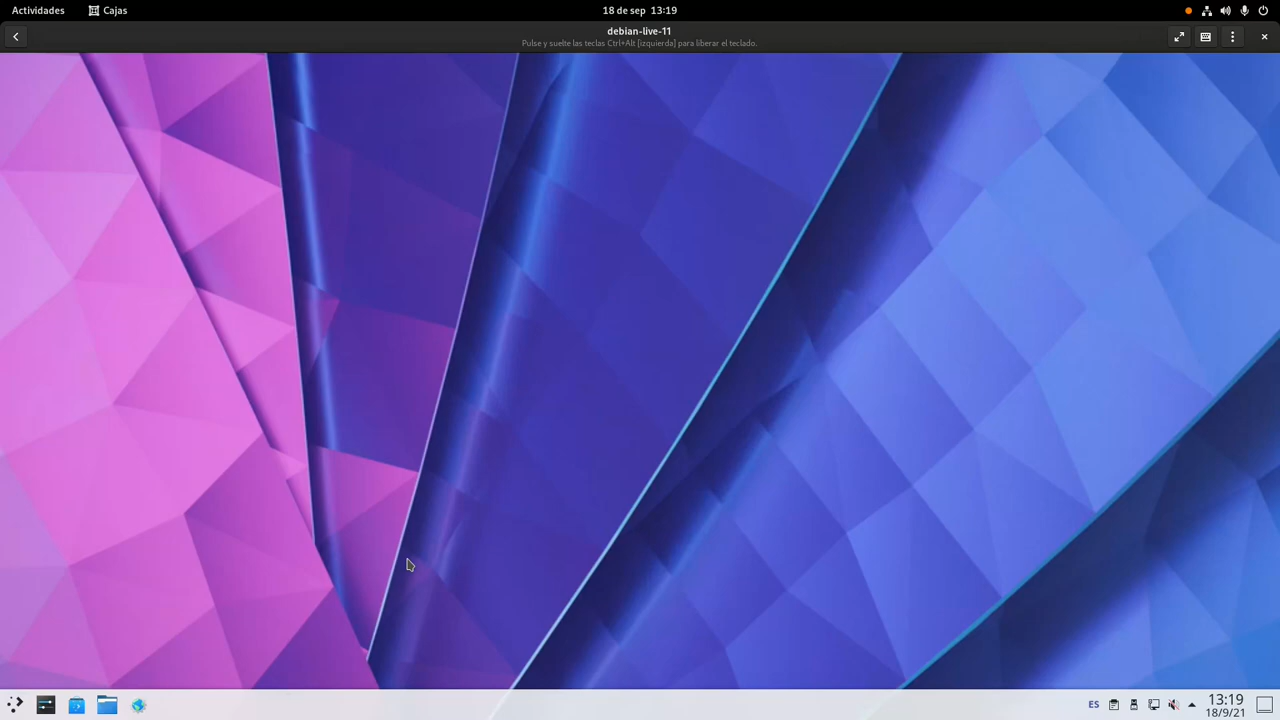 Actividades Cajas 18 de sep 13:19
debian-live-11
Pulse y suelte las teclas Ctrl+Alt [izquierda] para liberar el teclado.
ES 13:19
18/9/21